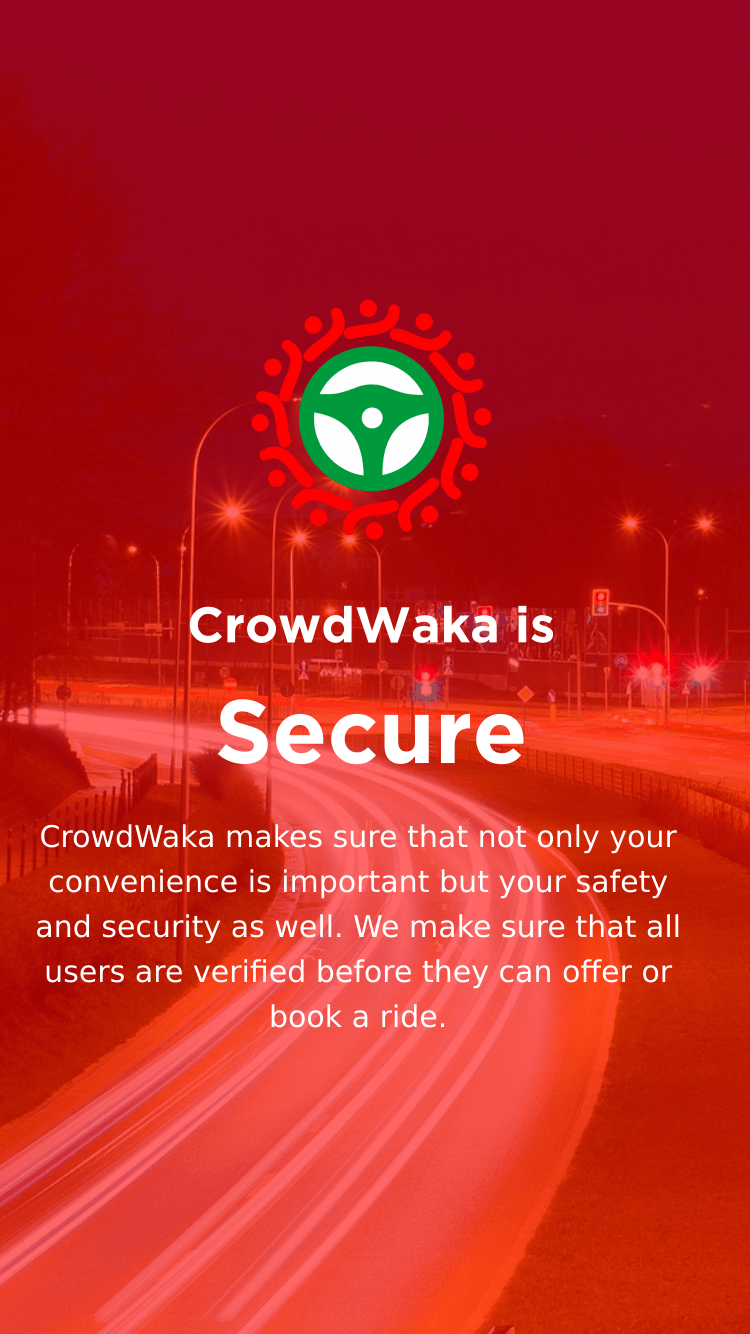 CrowdWaka is
Secure
CrowdWaka makes sure that not only your
convenience is important but your safety
and security as well. We make sure that all
users are verified before they can offer or
book a ride.